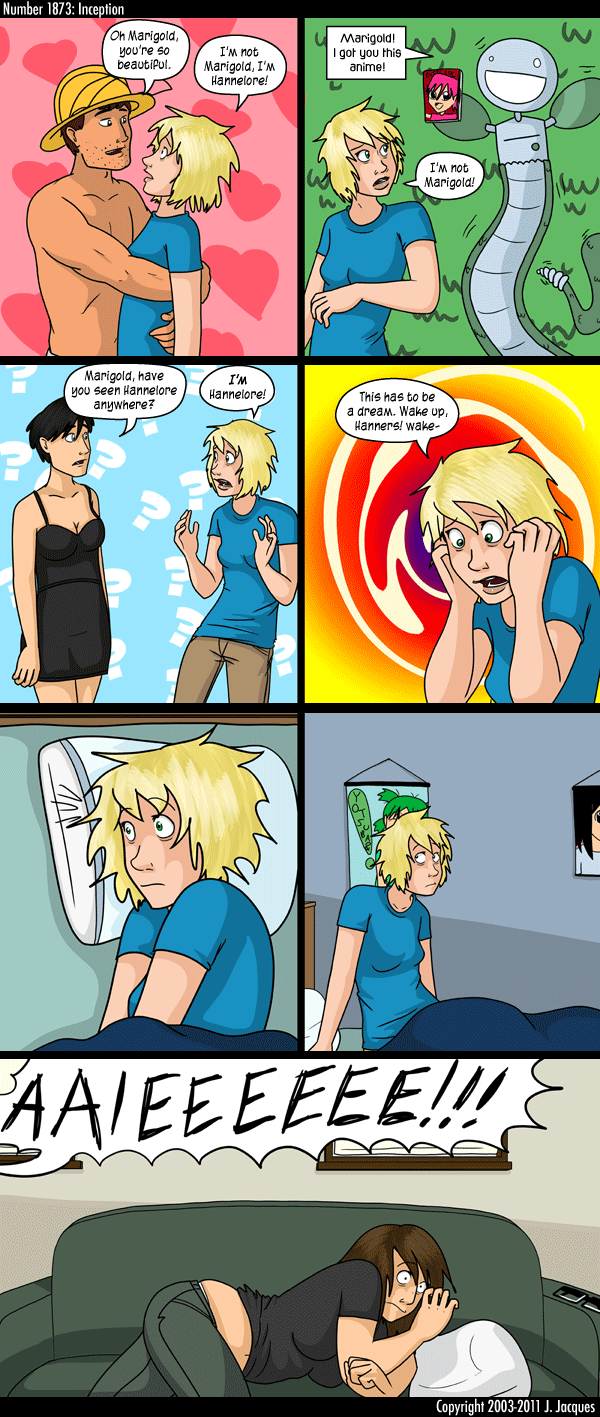 Number 1873: Inception
Oh Marigold,
you're so
beautiful.
I'm not
Marigold, I'm
Hannelore!
Marigold!
I got you this
anime!
I'm not
Marigold!
Marigold, have
you seen Hannelore
anywhere?
I'm
Hannelore!
This has to be
a dream. Wake up,
Hanners! wake-
AAIEEEEEEE!!!
Copyright 2003-2011 J. Jacques